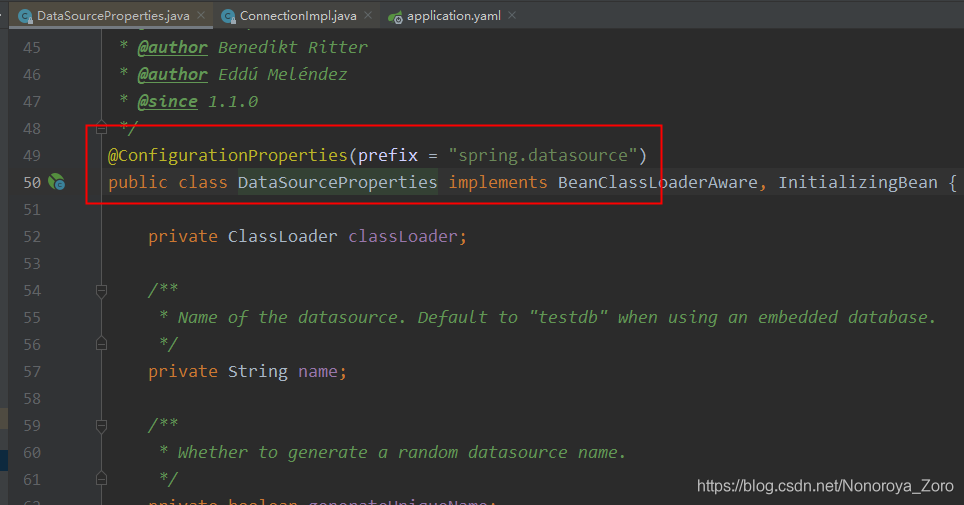 DataSourceProperties.java × ConnectionImpl.java × application.yaml ×
45 * @author Benedikt Ritter
46 * @author Eddú Meléndez
47 * @since 1.1.0
48 */
49 @ConfigurationProperties(prefix = "spring.datasource")
50 public class DataSourceProperties implements BeanClassLoaderAware, InitializingBean {
51
52 private ClassLoader classLoader;
53
54 /**
55 * Name of the datasource. Default to "testdb" when using an embedded database.
56 */
57 private String name;
58
59 /**
60 * Whether to generate a random datasource name.
61 */
private boolean generateUniqueName;
https://blog.csdn.net/Nonoroya_Zoro